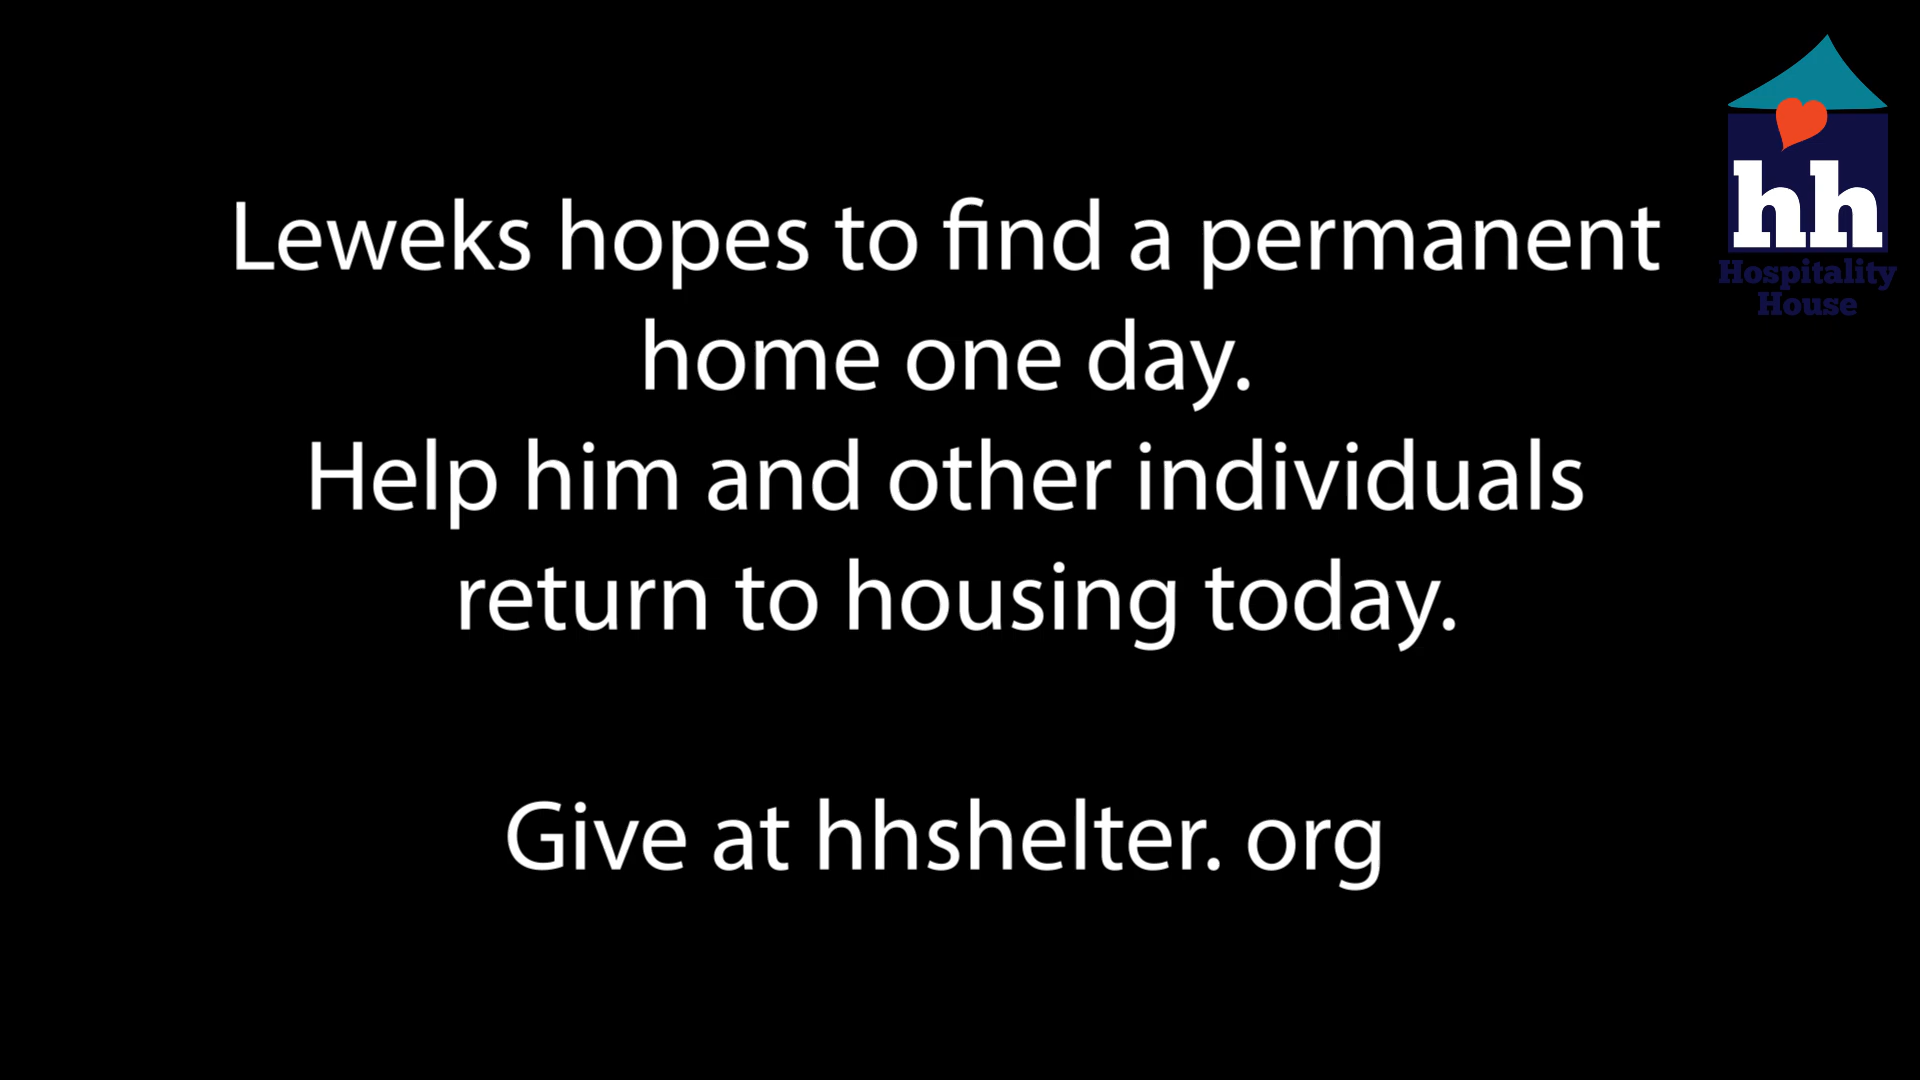 Leweks hopes to find a permanent
home one day.
Help him and other individuals
return to housing today.
Give at hhshelter. org
hh
Hospitality
House